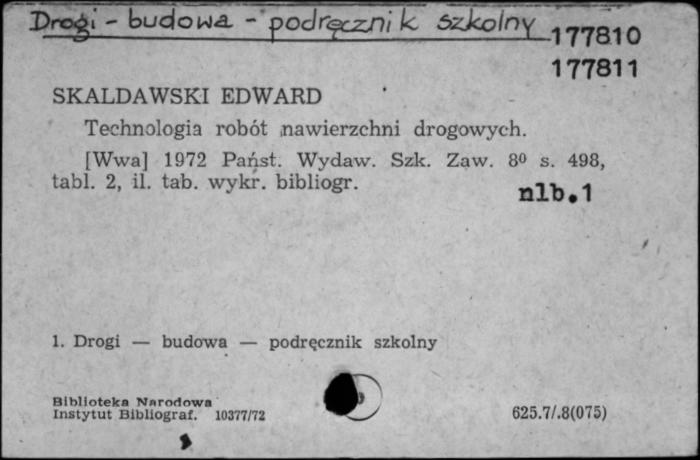 Drogi - budowa - podręcznik szkolny
177810
177811
SKALDAWSKI EDWARD
Technologia robót nawierzchni drogowych.
[Wwa] 1972 Państ. Wydaw. Szk. Zaw. 8⁰ s. 498,
tabl. 2, il. tab. wykr. bibliogr.
nlb.1
1. Drogi — budowa — podręcznik szkolny
Biblioteka Narodowa
Instytut Bibliograf. 10377/72
625.7/.8(075)